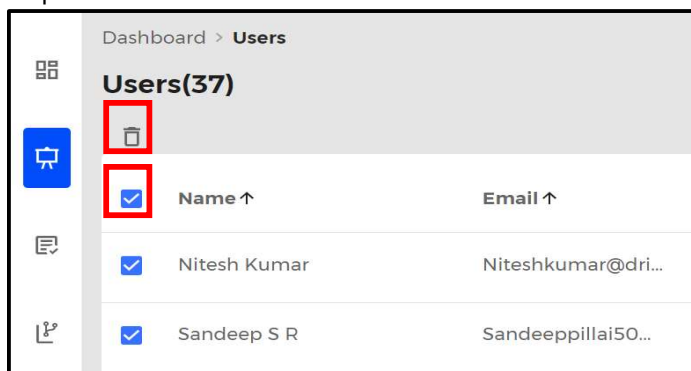 Dashboard > Users
Users(37)
Name↑ Email↑
Nitesh Kumar Niteshkumar@dri...
Sandeep S R Sandeeppillai50...